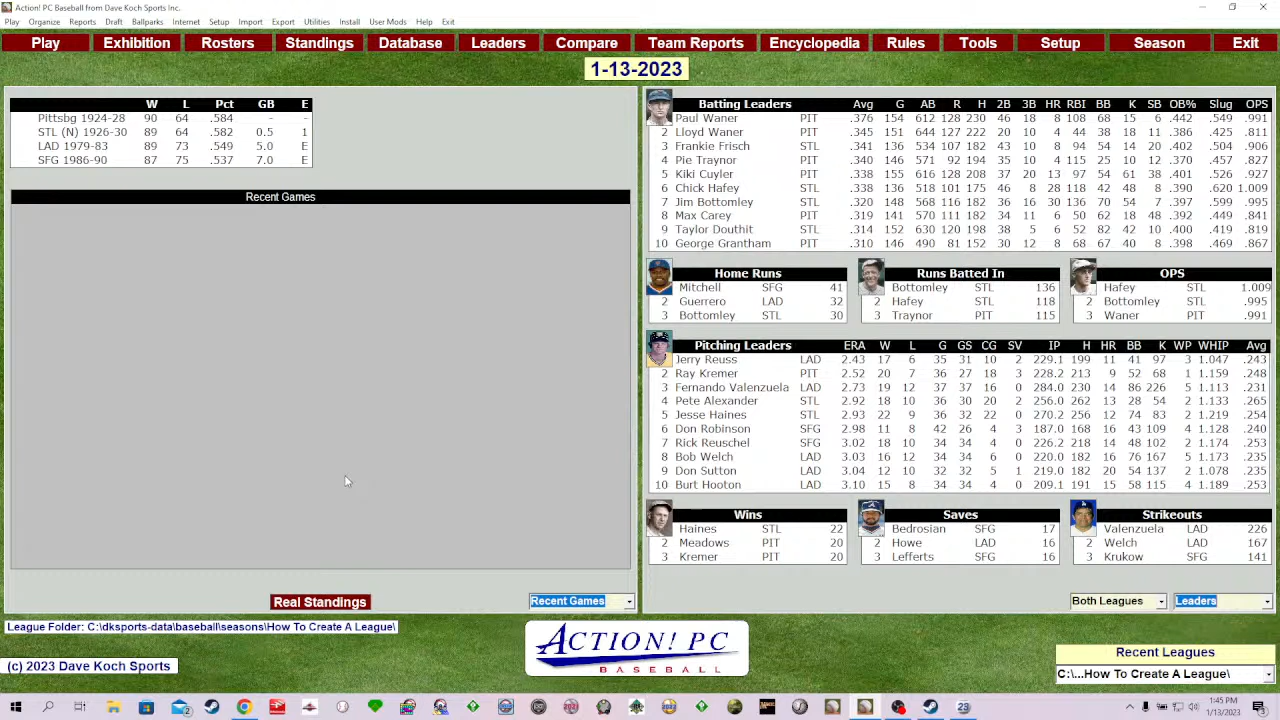 Action! PC Baseball from Dave Koch Sports Inc.
Play Organize Reports Draft Ballparks Internet Setup Import Export Utilities Install User Mods Help Exit
Play Exhibition Rosters Standings Database Leaders Compare Team Reports Encyclopedia Rules Tools Setup Season Exit
1-13-2023
W L Pct GB E
Pittsbg 1924-28 90 64 .584 - -
STL (N) 1926-30 89 64 .582 0.5 1
LAD 1979-83 89 73 .549 5.0 E
SFG 1986-90 87 75 .537 7.0 E
Recent Games
Real Standings
Recent Games
Batting Leaders Avg G AB R H 2B 3B HR RBI BB K SB OB% Slug OPS
Paul Waner PIT .376 154 612 128 230 46 18 8 108 15 6 .442 .549 .991
2 Lloyd Waner PIT .345 151 644 127 222 20 10 4 44 38 18 11 .386 .425 .811
3 Frankie Frisch STL .341 136 534 107 182 43 10 8 94 54 14 20 .402 .504 .906
4 Pie Traynor PIT .340 146 571 92 194 35 10 4 115 25 10 12 .370 .457 .827
5 Kiki Cuyler PIT .338 155 616 128 208 37 20 13 97 54 61 38 .401 .526 .927
6 Chick Hafey STL .338 136 518 101 175 46 8 28 118 42 48 8 .390 .620 1.009
7 Jim Bottomley STL .320 148 568 116 182 36 16 30 136 70 54 7 .397 .599 .995
8 Max Carey PIT .319 141 570 111 182 34 11 6 50 62 18 48 .392 .449 .841
9 Taylor Douthit STL .314 152 630 120 198 38 5 6 52 82 42 10 .400 .419 .819
10 George Grantham PIT .310 146 490 81 152 30 12 8 68 67 40 8 .398 .469 .867
Home Runs
Mitchell SFG 41
2 Guerrero LAD 32
3 Bottomley STL 30
Runs Batted In
Bottomley STL 136
2 Hafey STL 118
3 Traynor PIT 115
OPS
Hafey STL 1.009
2 Bottomley STL .995
3 Waner PIT .991
Pitching Leaders ERA W L G GS CG SV IP H HR BB K WP WHIP Avg
Jerry Reuss LAD 2.43 17 6 35 31 10 2 229.1 199 11 41 97 3 1.047 .243
2 Ray Kremer PIT 2.52 20 7 36 27 18 3 228.2 213 9 52 68 1 1.159 .248
3 Fernando Valenzuela LAD 2.73 19 12 37 37 16 0 284.0 230 14 86 226 5 1.113 .231
4 Pete Alexander STL 2.92 18 10 36 30 20 2 256.0 262 13 28 54 2 1.133 .265
5 Jesse Haines STL 2.93 22 9 36 32 22 0 270.2 256 12 74 83 2 1.219 .254
6 Don Robinson SFG 2.98 11 8 42 26 4 3 187.0 168 16 43 109 4 1.128 .240
7 Rick Reuschel SFG 3.02 18 10 34 34 4 0 226.2 218 14 48 102 2 1.174 .253
8 Bob Welch LAD 3.03 16 12 34 34 6 0 220.0 182 16 76 167 5 1.173 .235
9 Don Sutton LAD 3.04 12 10 32 32 5 1 219.0 182 20 54 137 2 1.078 .235
10 Burt Hooton LAD 3.10 15 8 34 34 4 0 209.1 191 15 58 115 4 1.189 .253
Wins
Haines STL 22
2 Meadows PIT 20
3 Kremer PIT 20
Saves
Bedrosian SFG 17
2 Howe LAD 16
3 Lefferts SFG 16
Strikeouts
Valenzuela LAD 226
2 Welch LAD 167
3 Krukow SFG 141
Both Leagues
Leaders
League Folder: C:\dksports-data\baseball\seasons\How To Create A League\
(c) 2023 Dave Koch Sports
ACTION! PC
BASEBALL
Recent Leagues
C:\...How To Create A League\
1:45 PM
1/13/2023